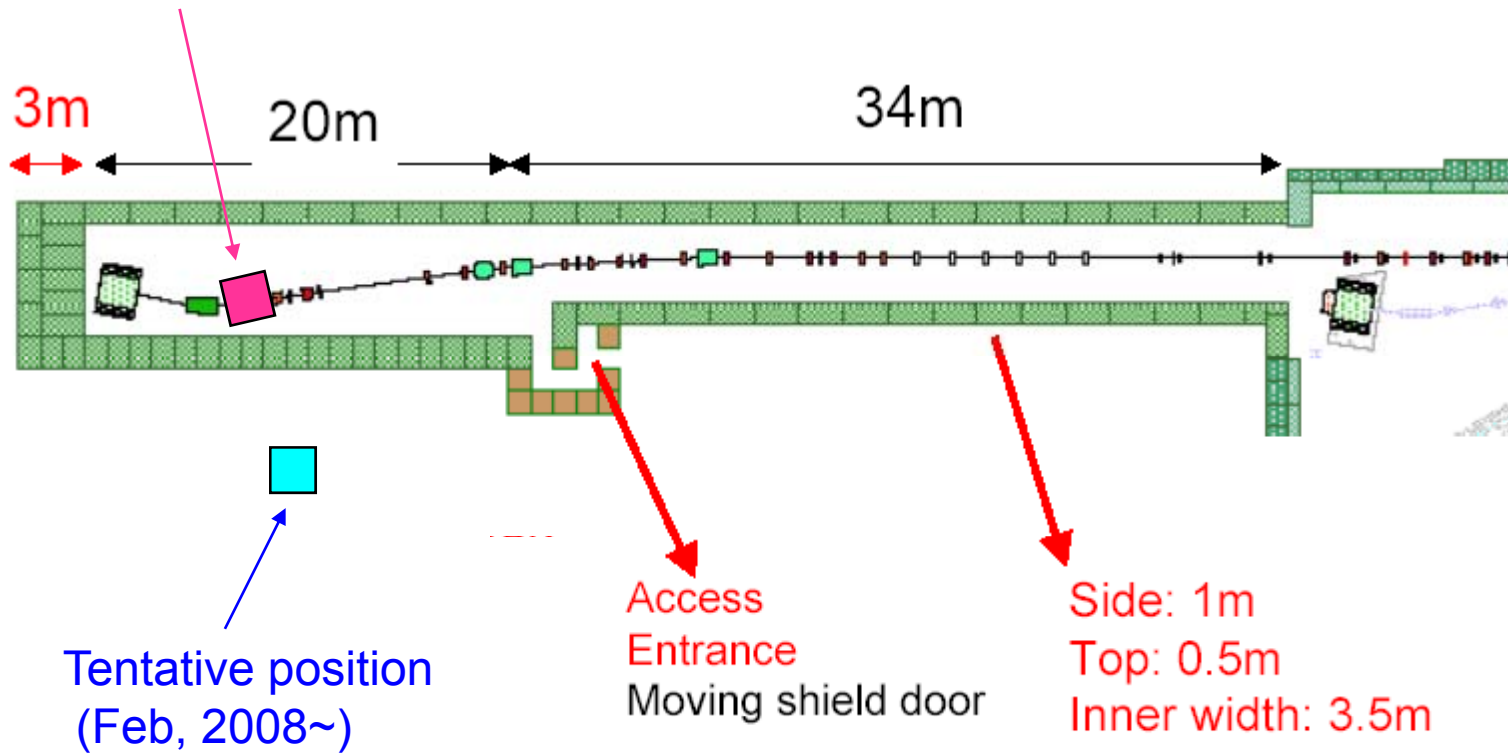 3m
20m
34m
Access
Entrance
Moving shield door
Side: 1m
Top: 0.5m
Inner width: 3.5m
Tentative position
(Feb, 2008~)